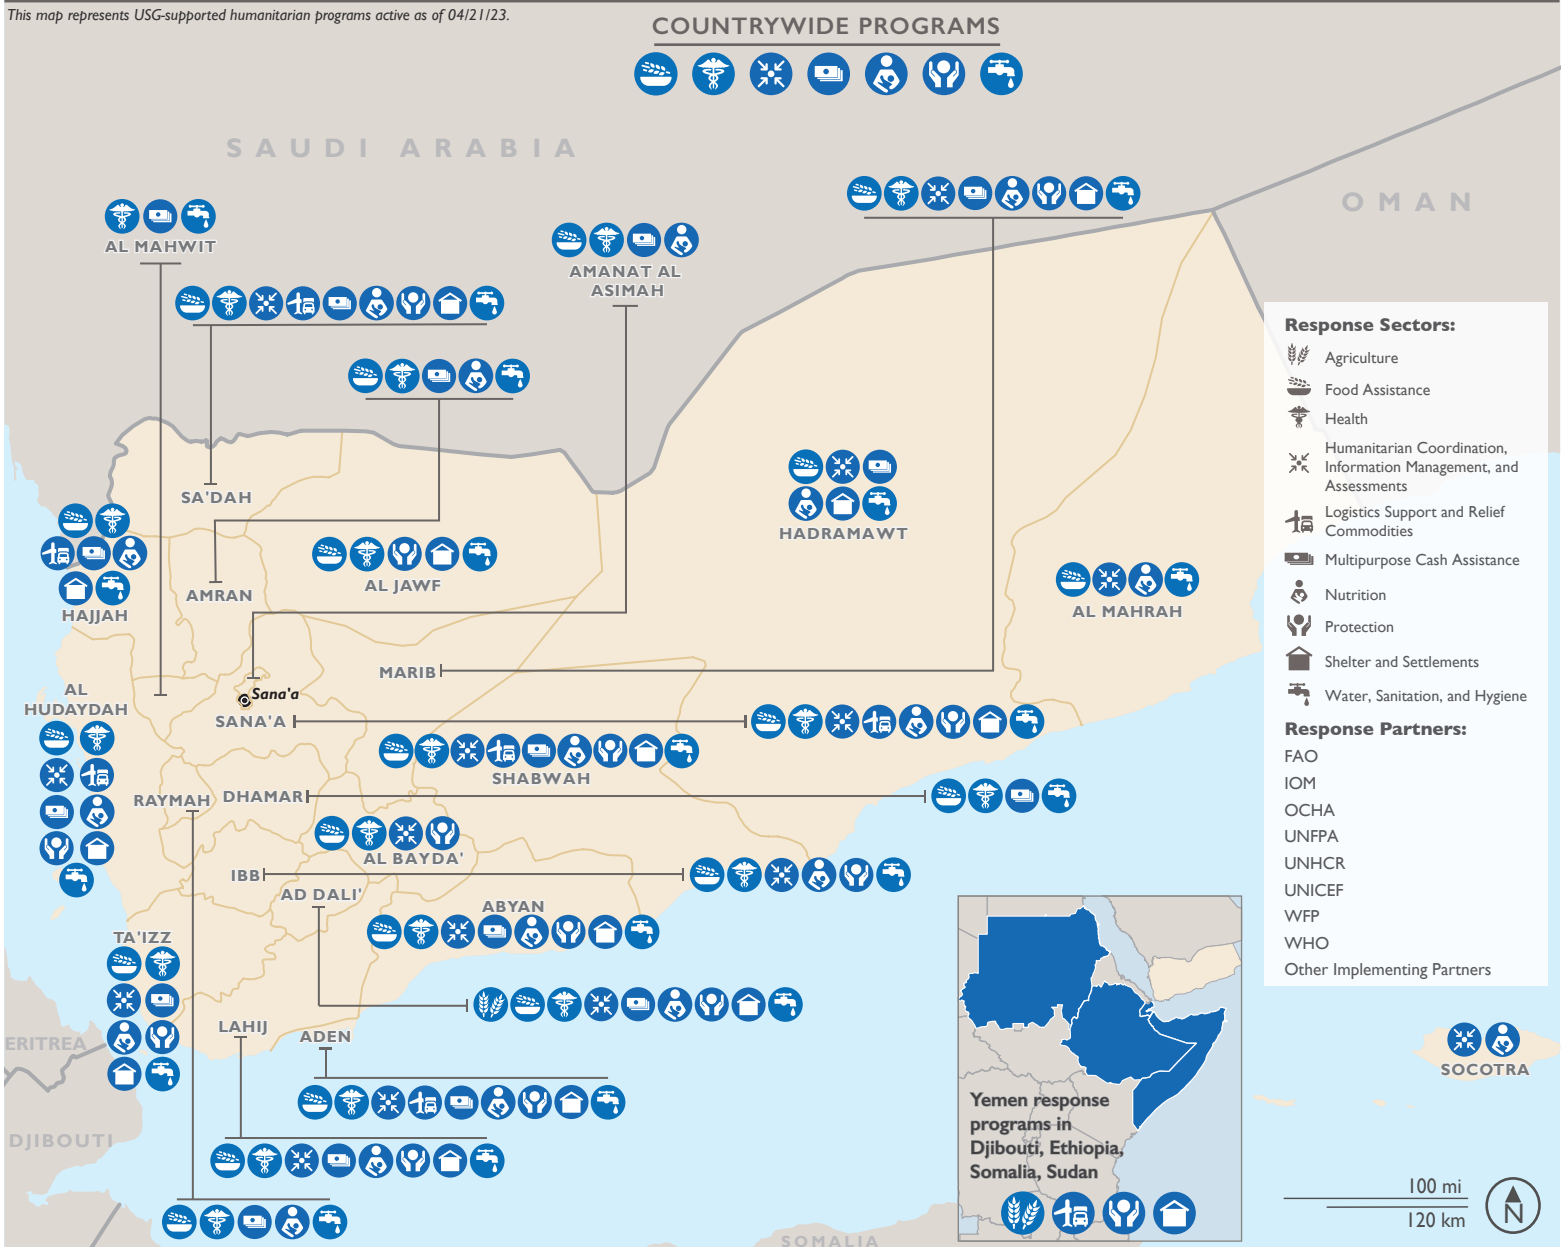 This map represents USG-supported humanitarian programs active as of 04/21/23.
COUNTRYWIDE PROGRAMS
SAUDI ARABIA
OMAN
AL MAHWIT
AMANAT AL
ASIMAH
SA'DAH
HADRAMAWT
AL JAWF
AMRAN
HAJJAH
AL MAHRAH
MARIB
AL
HUDAYDAH
Sana'a
SANA'A
SHABWAH
RAYMAH
DHAMAR
AL BAYDA'
IBB
AD DALI'
ABYAN
TA'IZZ
LAHIJ
ADEN
ERITREA
DJIBOUTI
SOMALIA
SOCOTRA
Response Sectors:
Agriculture
Food Assistance
Health
Humanitarian Coordination,
Information Management, and
Assessments
Logistics Support and Relief
Commodities
Multipurpose Cash Assistance
Nutrition
Protection
Shelter and Settlements
Water, Sanitation, and Hygiene
Response Partners:
FAO
IOM
OCHA
UNFPA
UNHCR
UNICEF
WFP
WHO
Other Implementing Partners
Yemen response
programs in
Djibouti, Ethiopia,
Somalia, Sudan
100 mi
120 km
N